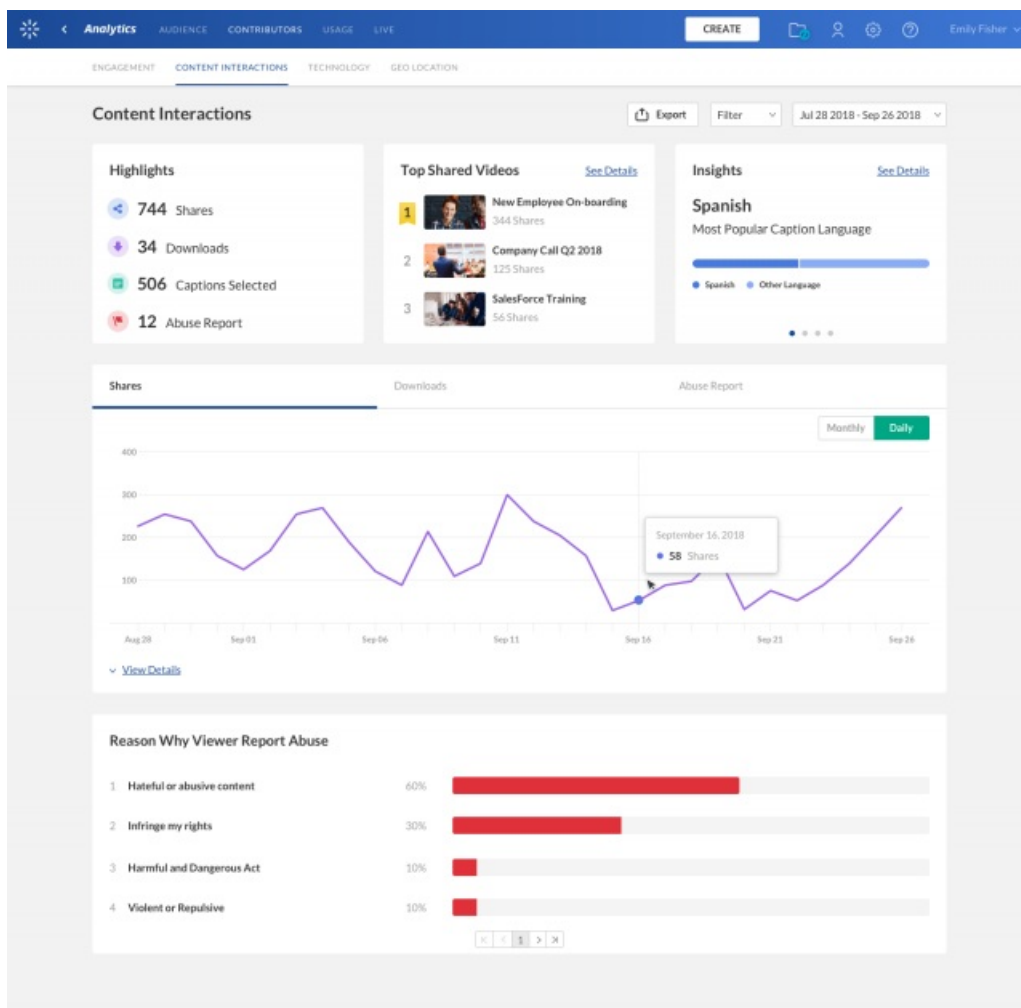 Analytics AUDIENCE CONTRIBUTORS USAGE LIVE CREATE Emily Fisher
ENGAGEMENT CONTENT INTERACTIONS TECHNOLOGY GEO LOCATION
Content Interactions
Export Filter Jul 28 2018 - Sep 26 2018
Highlights
744 Shares
34 Downloads
506 Captions Selected
12 Abuse Report
Top Shared Videos See Details
1 New Employee On-boarding
344 Shares
2 Company Call Q2 2018
125 Shares
3 SalesForce Training
56 Shares
Insights See Details
Spanish
Most Popular Caption Language
Spanish Other Language
Shares Downloads Abuse Report
Monthly Daily
400
300
200
100
September 16, 2018
58 Shares
Aug 28 Sep 01 Sep 06 Sep 11 Sep 16 Sep 21 Sep 26
View Details
Reason Why Viewer Report Abuse
1 Hateful or abusive content 60%
2 Infringe my rights 30%
3 Harmful and Dangerous Act 10%
4 Violent or Repulsive 10%
1